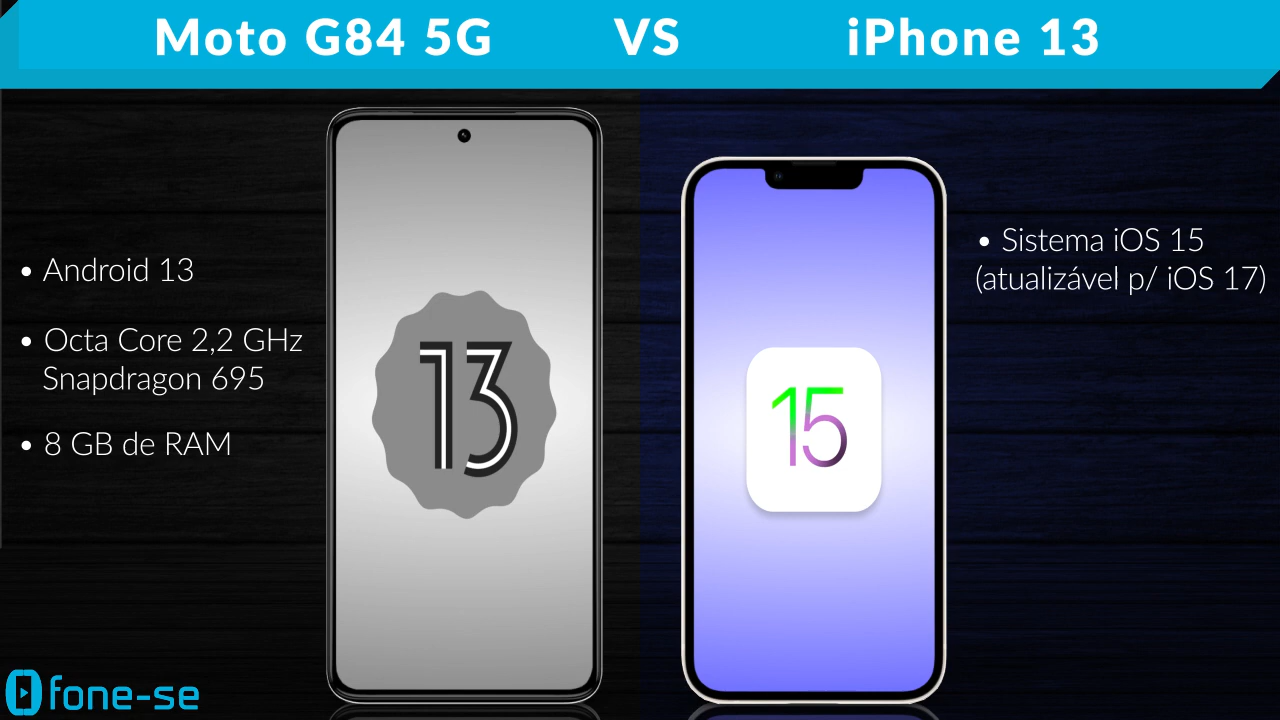 Moto G84 5G VS iPhone 13
• Android 13
• Octa Core 2,2 GHz
Snapdragon 695
• 8 GB de RAM
13
• Sistema iOS 15
(atualizável p/ iOS 17)
15
fone-se